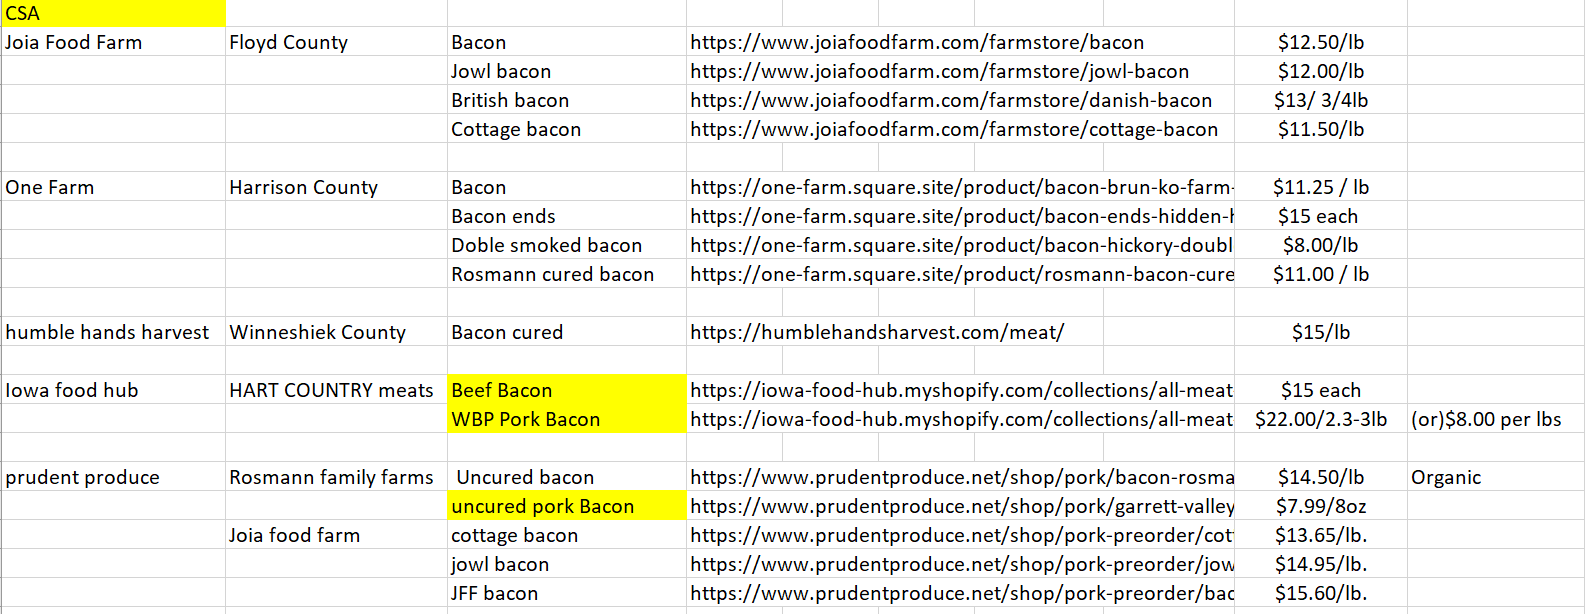 CSA
Joia Food Farm Floyd County Bacon https://www.joiafoodfarm.com/farmstore/bacon $12.50/lb
Jowl bacon https://www.joiafoodfarm.com/farmstore/jowl-bacon $12.00/lb
British bacon https://www.joiafoodfarm.com/farmstore/danish-bacon $13/ 3/4lb
Cottage bacon https://www.joiafoodfarm.com/farmstore/cottage-bacon $11.50/lb
One Farm Harrison County Bacon https://one-farm.square.site/product/bacon-brun-ko-farm- $11.25 / lb
Bacon ends https://one-farm.square.site/product/bacon-ends-hidden-h $15 each
Doble smoked bacon https://one-farm.square.site/product/bacon-hickory-doubl $8.00/lb
Rosmann cured bacon https://one-farm.square.site/product/rosmann-bacon-cure $11.00 / lb
humble hands harvest Winneshiek County Bacon cured https://humblehandsharvest.com/meat/ $15/lb
Iowa food hub HART COUNTRY meats Beef Bacon https://iowa-food-hub.myshopify.com/collections/all-meat $15 each
WBP Pork Bacon https://iowa-food-hub.myshopify.com/collections/all-meat $22.00/2.3-3lb (or)$8.00 per lbs
prudent produce Rosmann family farms Uncured bacon https://www.prudentproduce.net/shop/pork/bacon-rosma $14.50/lb Organic
uncured pork Bacon https://www.prudentproduce.net/shop/pork/garrett-valley $7.99/8oz
Joia food farm cottage bacon https://www.prudentproduce.net/shop/pork-preorder/cot $13.65/lb.
jowl bacon https://www.prudentproduce.net/shop/pork-preorder/jow $14.95/lb.
JFF bacon https://www.prudentproduce.net/shop/pork-preorder/bac $15.60/lb.